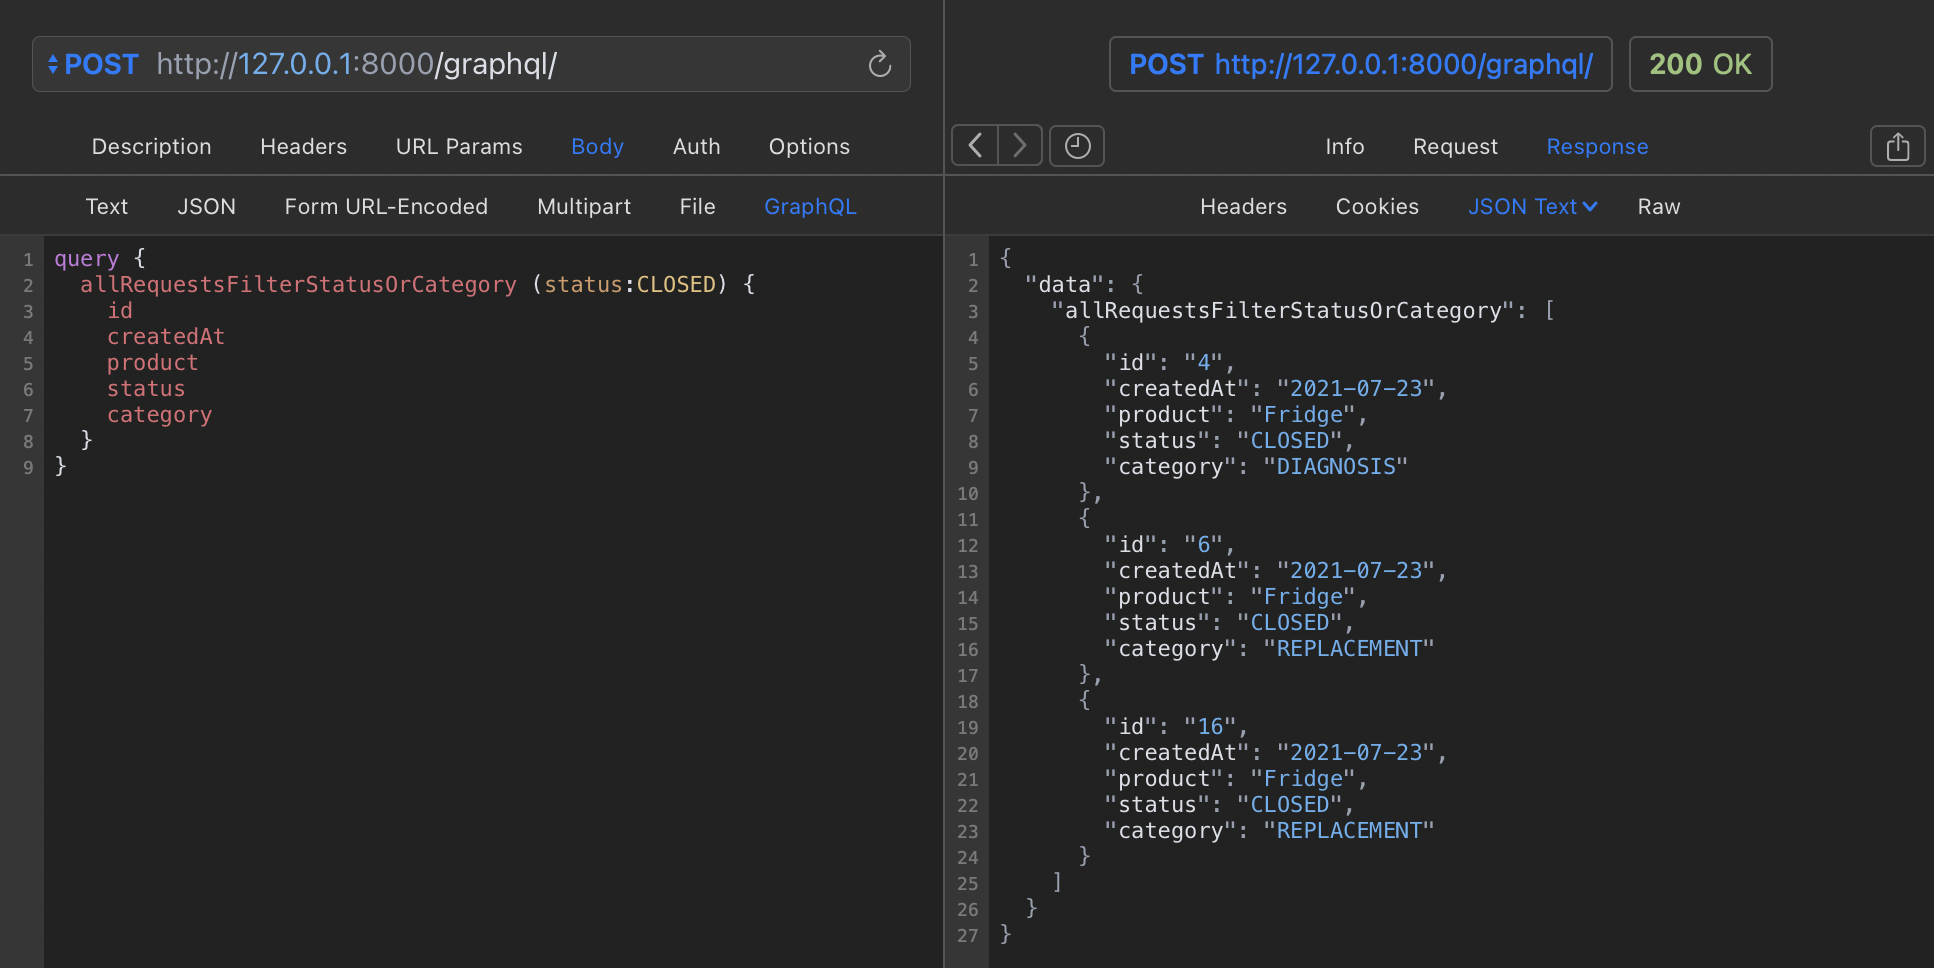 POST http://127.0.0.1:8000/graphql/
Description Headers URL Params Body Auth Options
Text JSON Form URL-Encoded Multipart File GraphQL
1 query {
2   allRequestsFilterStatusOrCategory (status:CLOSED) {
3     id
4     createdAt
5     product
6     status
7     category
8   }
9 }
POST http://127.0.0.1:8000/graphql/ 200 OK
Info Request Response
Headers Cookies JSON Text Raw
1 {
2   "data": {
3     "allRequestsFilterStatusOrCategory": [
4       {
5         "id": "4",
6         "createdAt": "2021-07-23",
7         "product": "Fridge",
8         "status": "CLOSED",
9         "category": "DIAGNOSIS"
10       },
11       {
12         "id": "6",
13         "createdAt": "2021-07-23",
14         "product": "Fridge",
15         "status": "CLOSED",
16         "category": "REPLACEMENT"
17       },
18       {
19         "id": "16",
20         "createdAt": "2021-07-23",
21         "product": "Fridge",
22         "status": "CLOSED",
23         "category": "REPLACEMENT"
24       }
25     ]
26   }
27 }